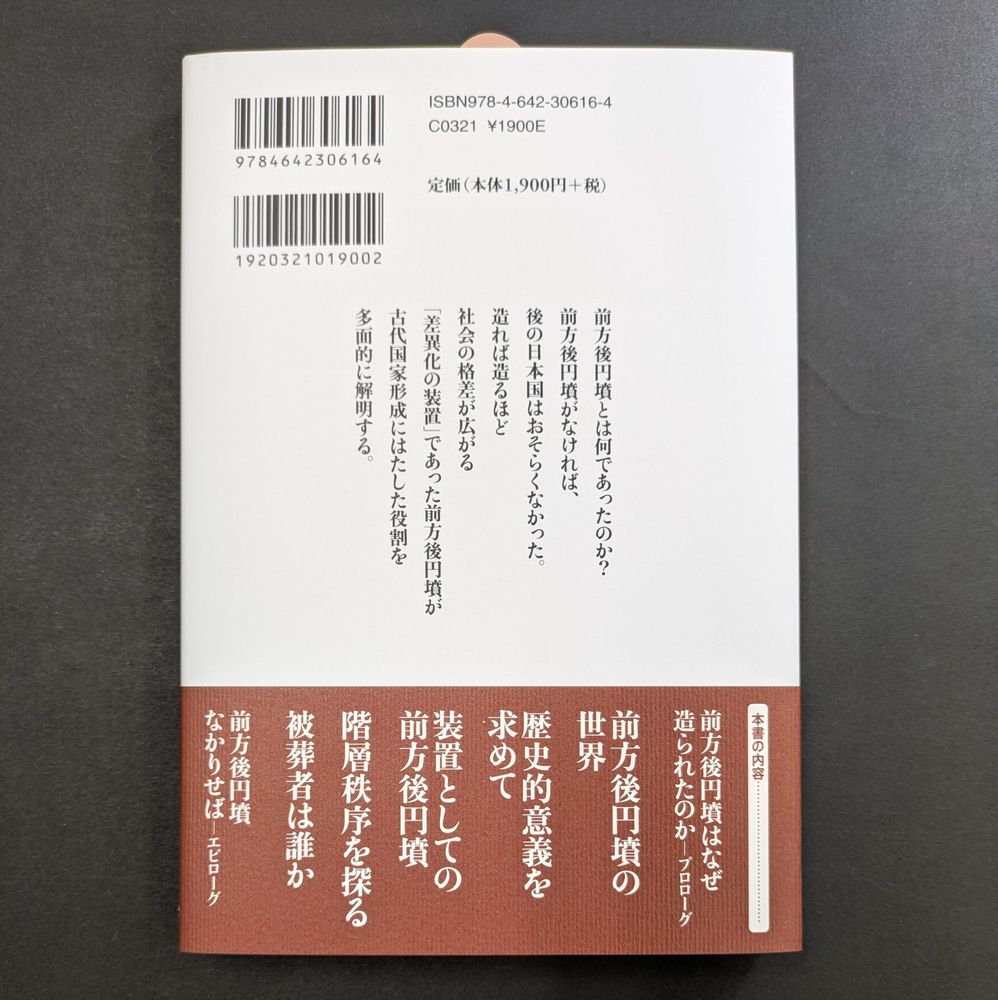 ISBN978-4-642-30616-4
C0321 ¥1900E
9784642306164
定価（本体1,900円＋税）
1920321019002
前方後円墳とは何であったのか？
前方後円墳がなければ、
後の日本国はおそらくなかった。
造れば造るほど
社会の格差が広がる
「差異化の装置」であった前方後円墳が
古代国家形成にはたした役割を
多面的に解明する。
本書の内容
前方後円墳はなぜ
造られたのか―プロローグ
前方後円墳の
世界
歴史的意義を
求めて
装置としての
前方後円墳
階層秩序を探る
被葬者は誰か
前方後円墳
なかりせば―エピローグ